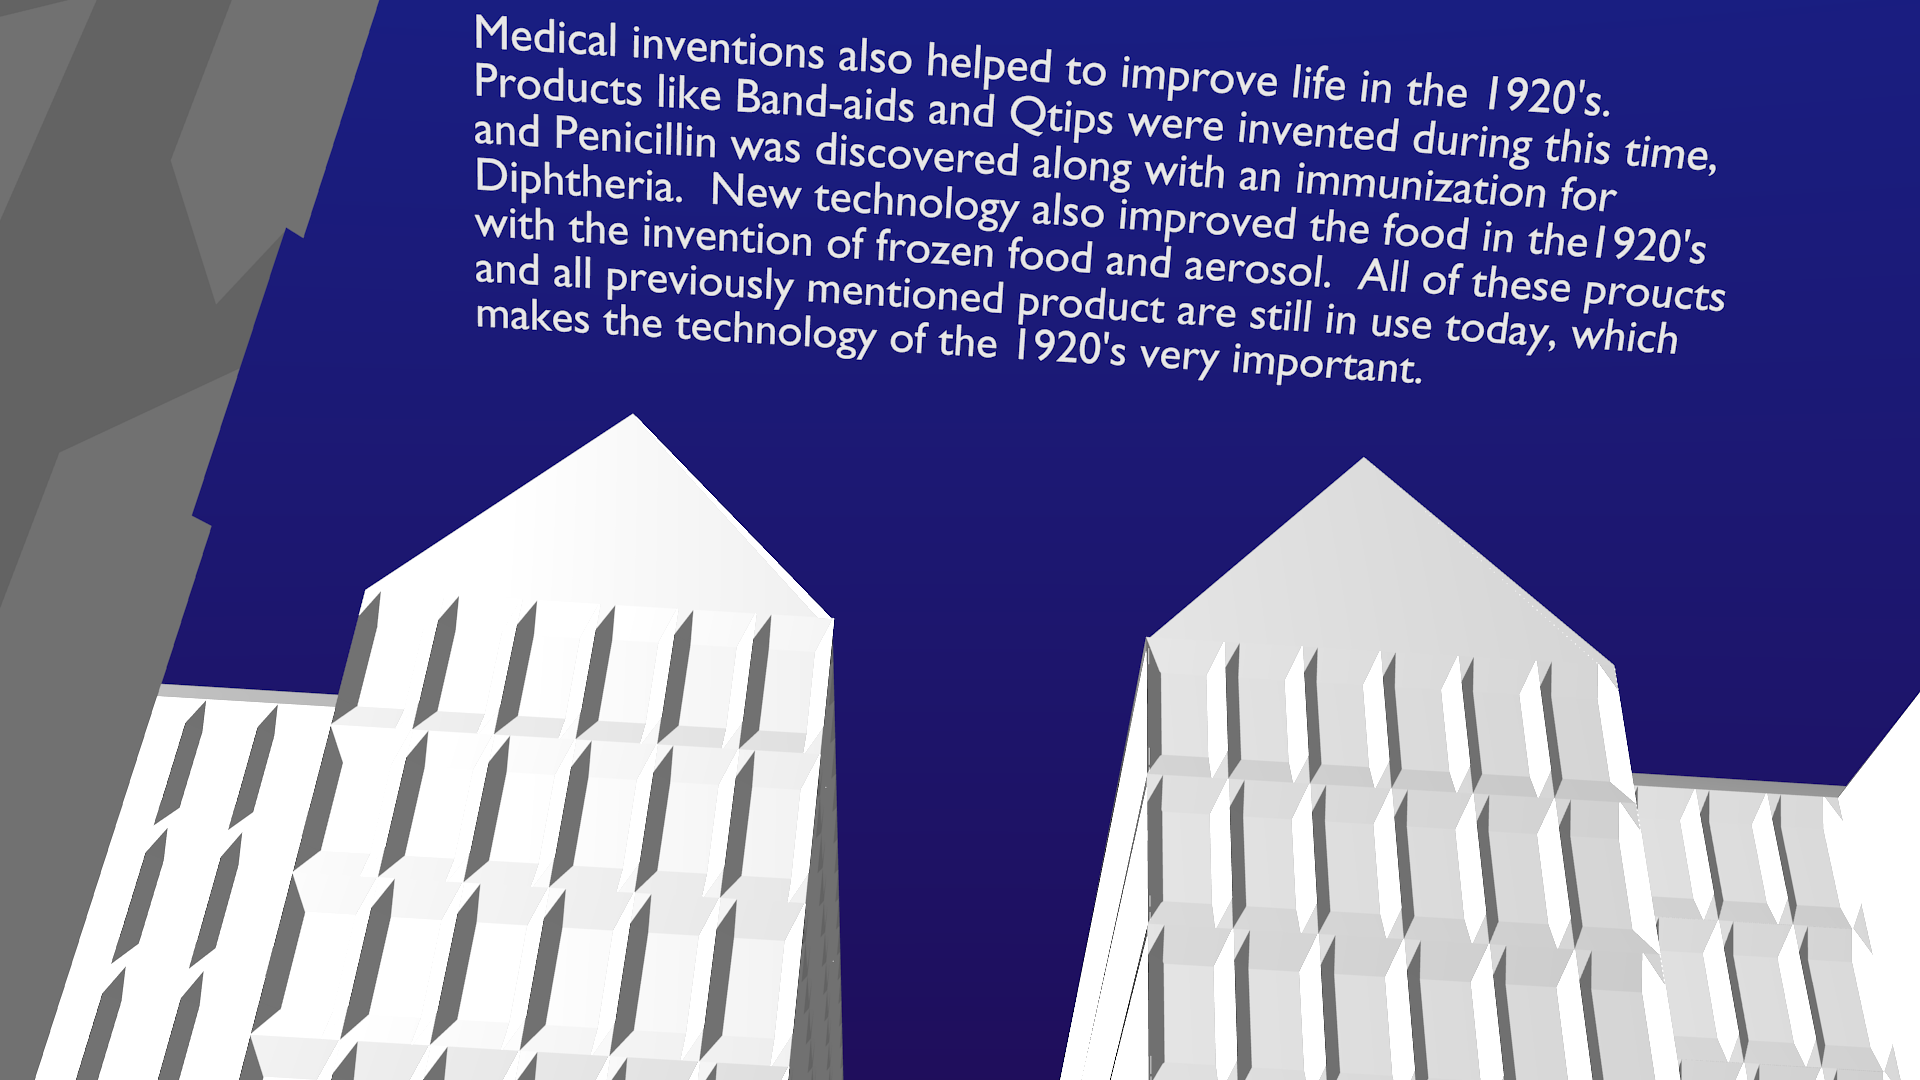 Medical inventions also helped to improve life in the 1920's.
Products like Band-aids and Qtips were invented during this time,
and Penicillin was discovered along with an immunization for
Diphtheria.  New technology also improved the food in the1920's
with the invention of frozen food and aerosol.  All of these proucts
and all previously mentioned product are still in use today, which
makes the technology of the 1920's very important.